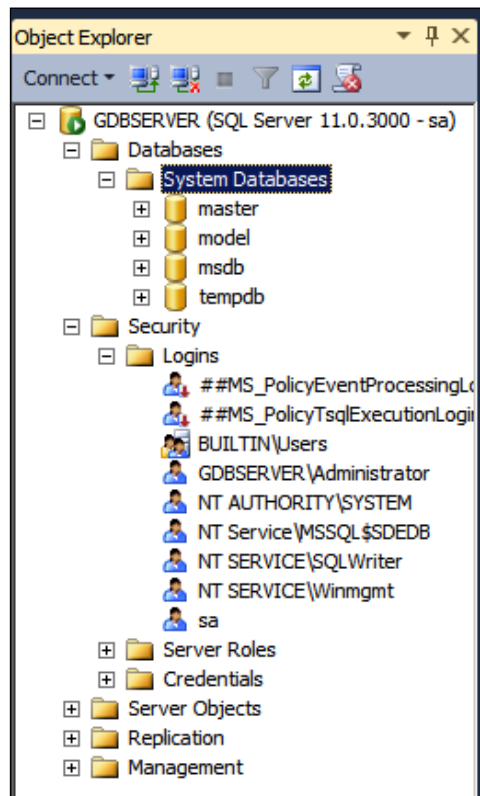 Object Explorer
Connect
GDBSERVER (SQL Server 11.0.3000 - sa)
Databases
System Databases
master
model
msdb
tempdb
Security
Logins
##MS_PolicyEventProcessingLo
##MS_PolicyTsqlExecutionLogin
BUILTIN\Users
GDBSERVER\Administrator
NT AUTHORITY\SYSTEM
NT Service\MSSQL$SDEDB
NT SERVICE\SQLWriter
NT SERVICE\Winmgmt
sa
Server Roles
Credentials
Server Objects
Replication
Management